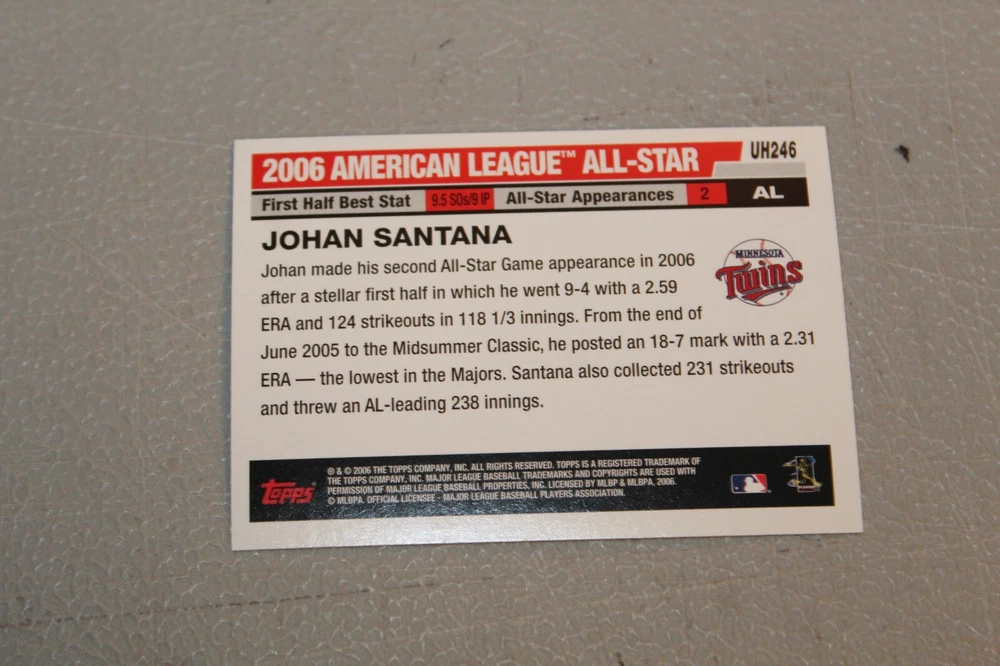 2006 AMERICAN LEAGUE™ ALL-STAR
UH246
First Half Best Stat 9.5 SOs/9 IP All-Star Appearances 2 AL
JOHAN SANTANA
MINNESOTA
Twins
Johan made his second All-Star Game appearance in 2006
after a stellar first half in which he went 9-4 with a 2.59
ERA and 124 strikeouts in 118 1/3 innings. From the end of
June 2005 to the Midsummer Classic, he posted an 18-7 mark with a 2.31
ERA — the lowest in the Majors. Santana also collected 231 strikeouts
and threw an AL-leading 238 innings.
Topps
® & © 2006 THE TOPPS COMPANY, INC. ALL RIGHTS RESERVED. TOPPS IS A REGISTERED TRADEMARK OF
THE TOPPS COMPANY, INC. MAJOR LEAGUE BASEBALL TRADEMARKS AND COPYRIGHTS ARE USED WITH
PERMISSION OF MAJOR LEAGUE BASEBALL PROPERTIES, INC. LICENSED BY MLBP & MLBPA, 2006.
© MLBPA. OFFICIAL LICENSEE - MAJOR LEAGUE BASEBALL PLAYERS ASSOCIATION.